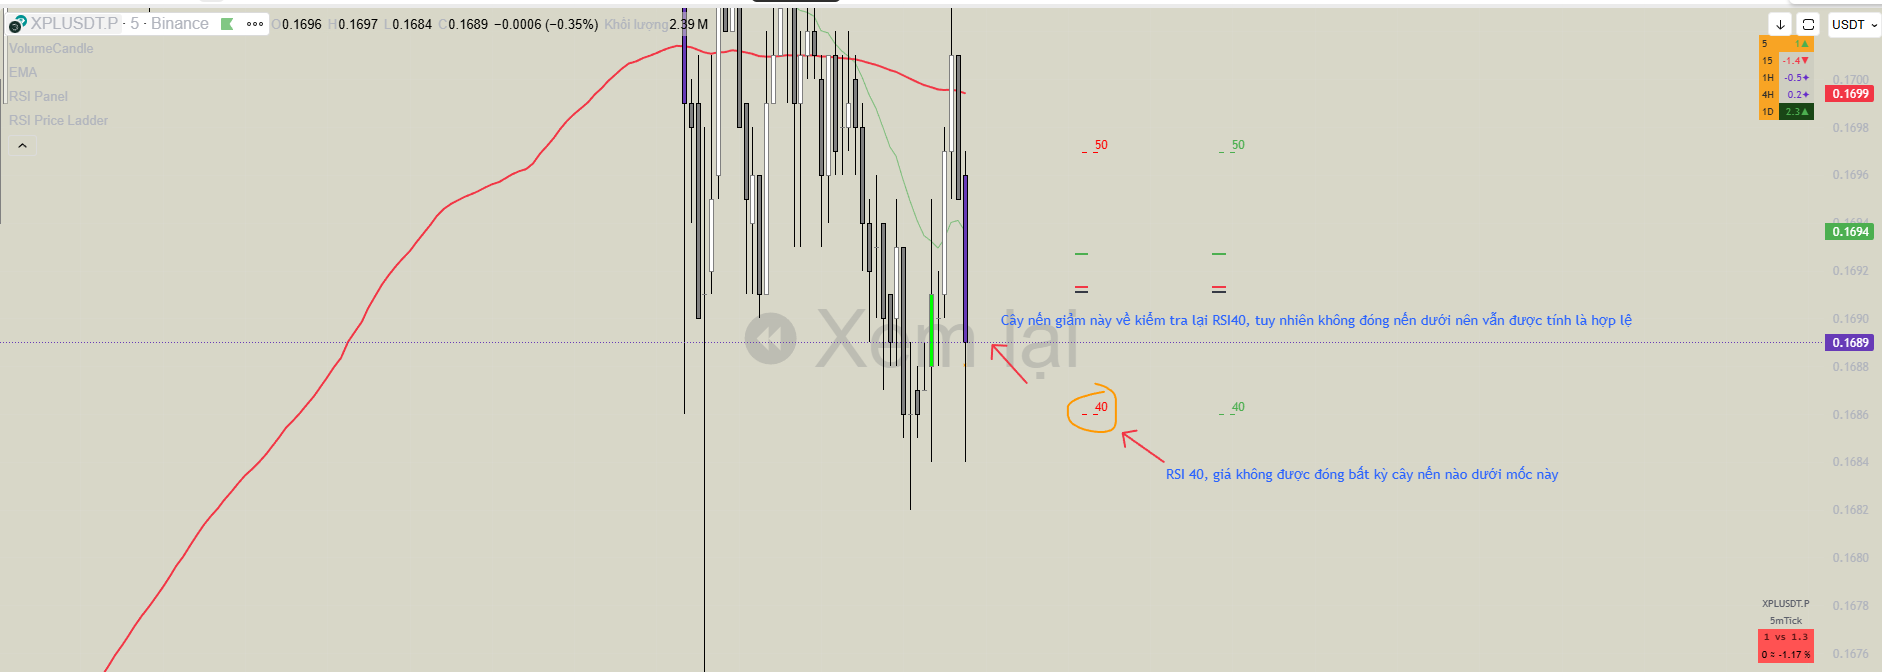 XPLUSDT.P · 5 · Binance ••• O0.1696 H0.1697 L0.1684 C0.1689 −0.0006 (−0.35%) Khối lượng 2.39 M
USDT
VolumeCandle
EMA
RSI Panel
RSI Price Ladder
5 1▲
15 -1.4▼
1H -0.5✦
4H 0.2✦
1D 2.3▲
0.1700
0.1699
0.1698
50 50
0.1696
0.1694
0.1694
0.1692
0.1690
Xem lại
Cây nến giảm này về kiểm tra lại RSI40, tuy nhiên không đóng nến dưới nên vẫn được tính là hợp lệ
0.1689
0.1688
40 40
0.1686
0.1684
RSI 40, giá không được đóng bất kỳ cây nến nào dưới mốc này
0.1682
0.1680
0.1678
0.1676
XPLUSDT.P
5mTick
1 vs 1.3
0 ≈ -1.17 %